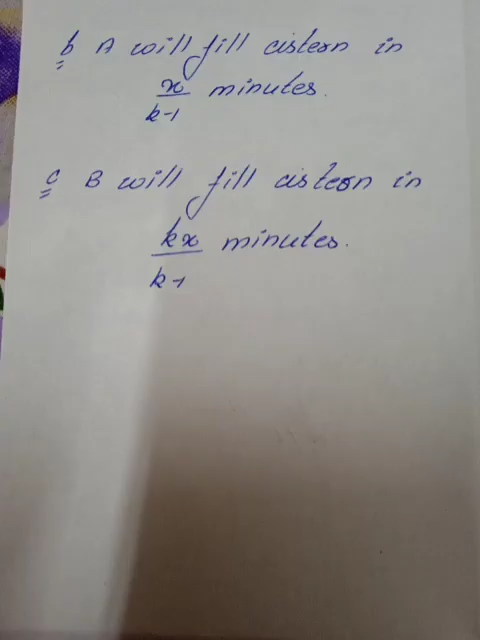 b A will fill cistern in
x/k-1 minutes.
c B will fill cistern in
kx/k-1 minutes.